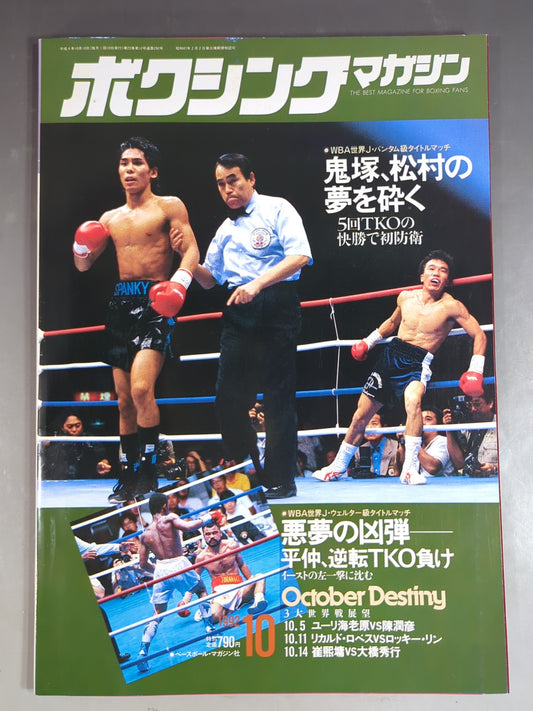 ボクシングマガジン
THE BEST MAGAZINE FOR BOXING FANS
●WBA世界J・バンタム級タイトルマッチ
鬼塚、松村の
夢を砕く
5回TKOの
快勝で初防衛
SPANKY
禁煙
●WBA世界J・ウェルター級タイトルマッチ
悪夢の凶弾──
平仲、逆転TKO負け
イーストの左一撃に沈む
October Destiny
3大世界戦展望
10.5 ユーリ海老原VS陳潤彦
10.11 リカルド・ロペスVSロッキー・リン
10.14 崔熙墉VS大橋秀行
1992
10
特別定価790円
●ベースボール・マガジン社